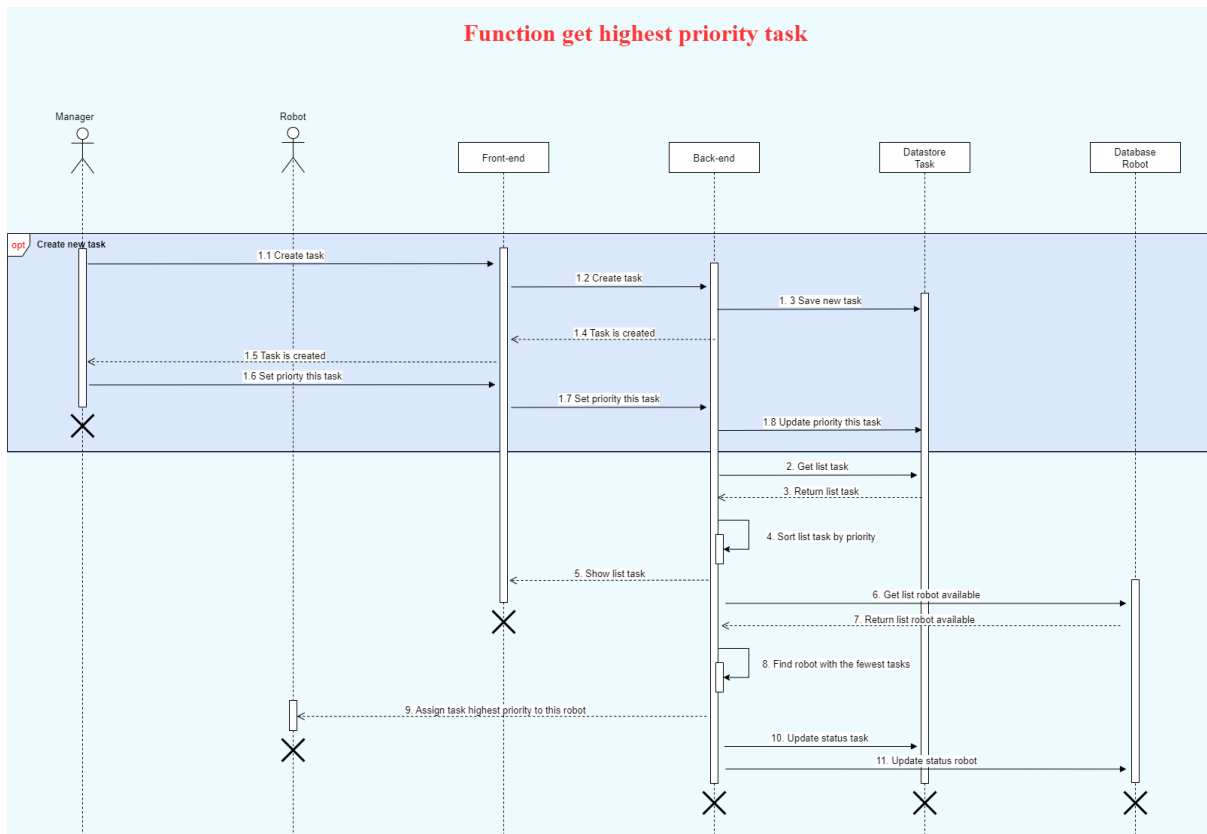 Function get highest priority task
Manager
Robot
Front-end
Back-end
Datastore
Task
Database
Robot
opt
Create new task
1.1 Create task
1.2 Create task
1. 3 Save new task
1.4 Task is created
1.5 Task is created
1.6 Set priorty this task
1.7 Set priority this task
1.8 Update priority this task
2. Get list task
3. Return list task
4. Sort list task by priority
5. Show list task
6. Get list robot available
7. Return list robot available
8. Find robot with the fewest tasks
9. Assign task highest priority to this robot
10. Update status task
11. Update status robot